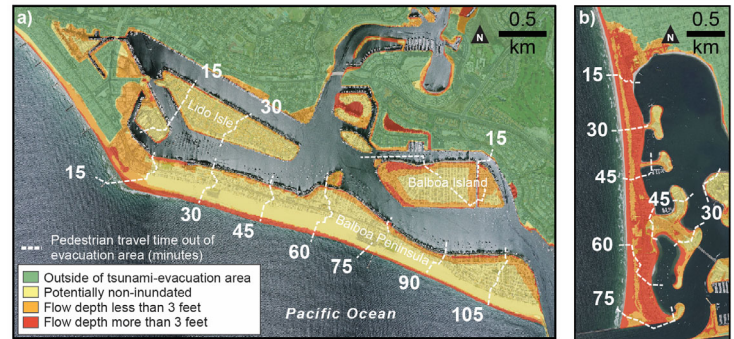 a)
N
0.5
km
15
30
Lido Isle
15
15
Balboa Island
30
45
60
Balboa Peninsula
75
90
105
Pedestrian travel time out of
evacuation area (minutes)
Outside of tsunami-evacuation area
Potentially non-inundated
Flow depth less than 3 feet
Flow depth more than 3 feet
Pacific Ocean
b)
N
0.5
km
15
30
45
45
30
60
75